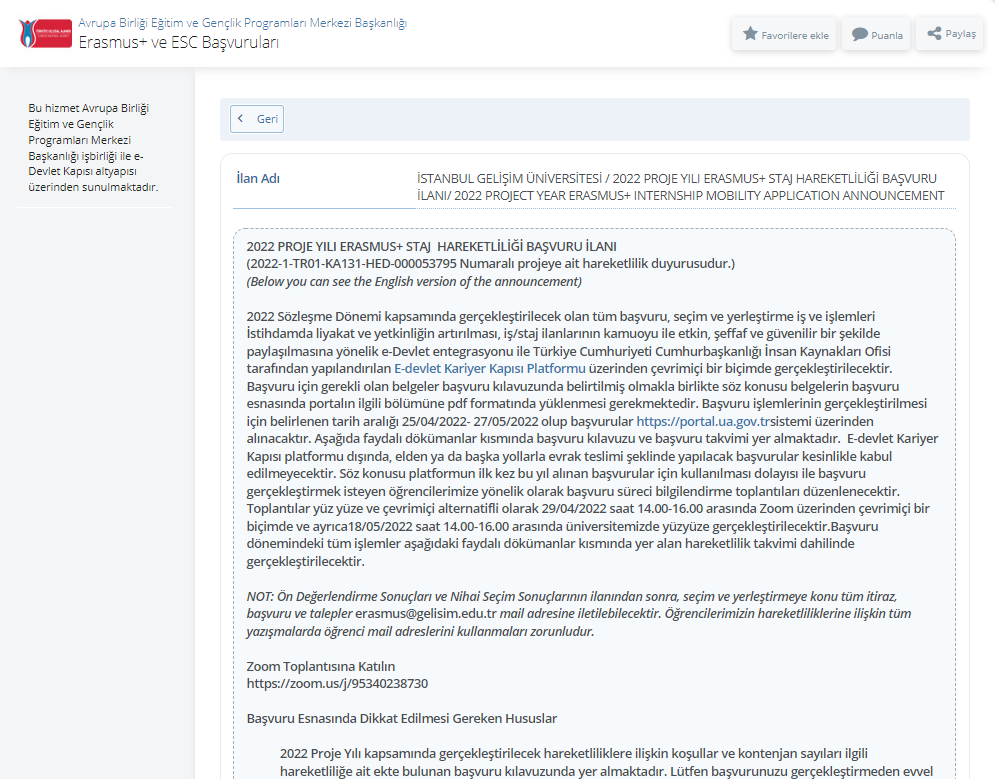 Avrupa Birliği Eğitim ve Gençlik Programları Merkezi Başkanlığı
Erasmus+ ve ESC Başvuruları
Favorilere ekle
Puanla
Paylaş
Bu hizmet Avrupa Birliği
Eğitim ve Gençlik
Programları Merkezi
Başkanlığı işbirliği ile e-
Devlet Kapısı altyapısı
üzerinden sunulmaktadır.
Geri
İlan Adı
İSTANBUL GELİŞİM ÜNİVERSİTESİ / 2022 PROJE YILI ERASMUS+ STAJ HAREKETLİLİĞİ BAŞVURU
İLANI/ 2022 PROJECT YEAR ERASMUS+ INTERNSHIP MOBILITY APPLICATION ANNOUNCEMENT
2022 PROJE YILI ERASMUS+ STAJ  HAREKETLİLİĞİ BAŞVURU İLANI
(2022-1-TR01-KA131-HED-000053795 Numaralı projeye ait hareketlilik duyurusudur.)
(Below you can see the English version of the announcement)
2022 Sözleşme Dönemi kapsamında gerçekleştirilecek olan tüm başvuru, seçim ve yerleştirme iş ve işlemleri
İstihdamda liyakat ve yetkinliğin artırılması, iş/staj ilanlarının kamuoyu ile etkin, şeffaf ve güvenilir bir şekilde
paylaşılmasına yönelik e-Devlet entegrasyonu ile Türkiye Cumhuriyeti Cumhurbaşkanlığı İnsan Kaynakları Ofisi
tarafından yapılandırılan E-devlet Kariyer Kapısı Platformu üzerinden çevrimiçi bir biçimde gerçekleştirilecektir.
Başvuru için gerekli olan belgeler başvuru kılavuzunda belirtilmiş olmakla birlikte söz konusu belgelerin başvuru
esnasında portalın ilgili bölümüne pdf formatında yüklenmesi gerekmektedir. Başvuru işlemlerinin gerçekleştirilmesi
için belirlenen tarih aralığı 25/04/2022- 27/05/2022 olup başvurular https://portal.ua.gov.trsistemi üzerinden
alınacaktır. Aşağıda faydalı dökümanlar kısmında başvuru kılavuzu ve başvuru takvimi yer almaktadır.  E-devlet Kariyer
Kapısı platformu dışında, elden ya da başka yollarla evrak teslimi şeklinde yapılacak başvurular kesinlikle kabul
edilmeyecektir. Söz konusu platformun ilk kez bu yıl alınan başvurular için kullanılması dolayısı ile başvuru
gerçekleştirmek isteyen öğrencilerimize yönelik olarak başvuru süreci bilgilendirme toplantıları düzenlenecektir.
Toplantılar yüz yüze ve çevrimiçi alternatifli olarak 29/04/2022 saat 14.00-16.00 arasında Zoom üzerinden çevrimiçi bir
biçimde ve ayrıca18/05/2022 saat 14.00-16.00 arasında üniversitemizde yüzyüze gerçekleştirilecektir.Başvuru
dönemindeki tüm işlemler aşağıdaki faydalı dökümanlar kısmında yer alan hareketlilik takvimi dahilinde
gerçekleştirilecektir.
NOT: Ön Değerlendirme Sonuçları ve Nihai Seçim Sonuçlarının ilanından sonra, seçim ve yerleştirmeye konu tüm itiraz,
başvuru ve talepler erasmus@gelisim.edu.tr mail adresine iletilebilecektir. Öğrencilerimizin hareketliliklerine ilişkin tüm
yazışmalarda öğrenci mail adreslerini kullanmaları zorunludur.
Zoom Toplantısına Katılın
https://zoom.us/j/95340238730
Başvuru Esnasında Dikkat Edilmesi Gereken Hususlar
2022 Proje Yılı kapsamında gerçekleştirilecek hareketliliklere ilişkin koşullar ve kontenjan sayıları ilgili
hareketliliğe ait ekte bulunan başvuru kılavuzunda yer almaktadır. Lütfen başvurunuzu gerçekleştirmeden evvel